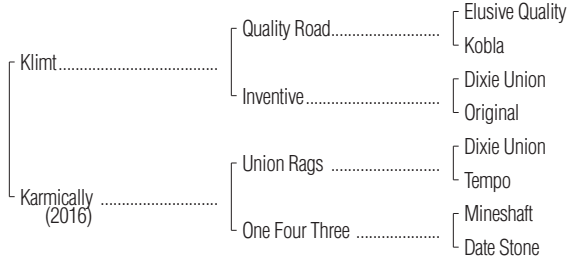 Elusive Quality
Quality Road
Kobla
Klimt
Dixie Union
Inventive
Original
Dixie Union
Union Rags
Tempo
Karmically
(2016)
Mineshaft
One Four Three
Date Stone